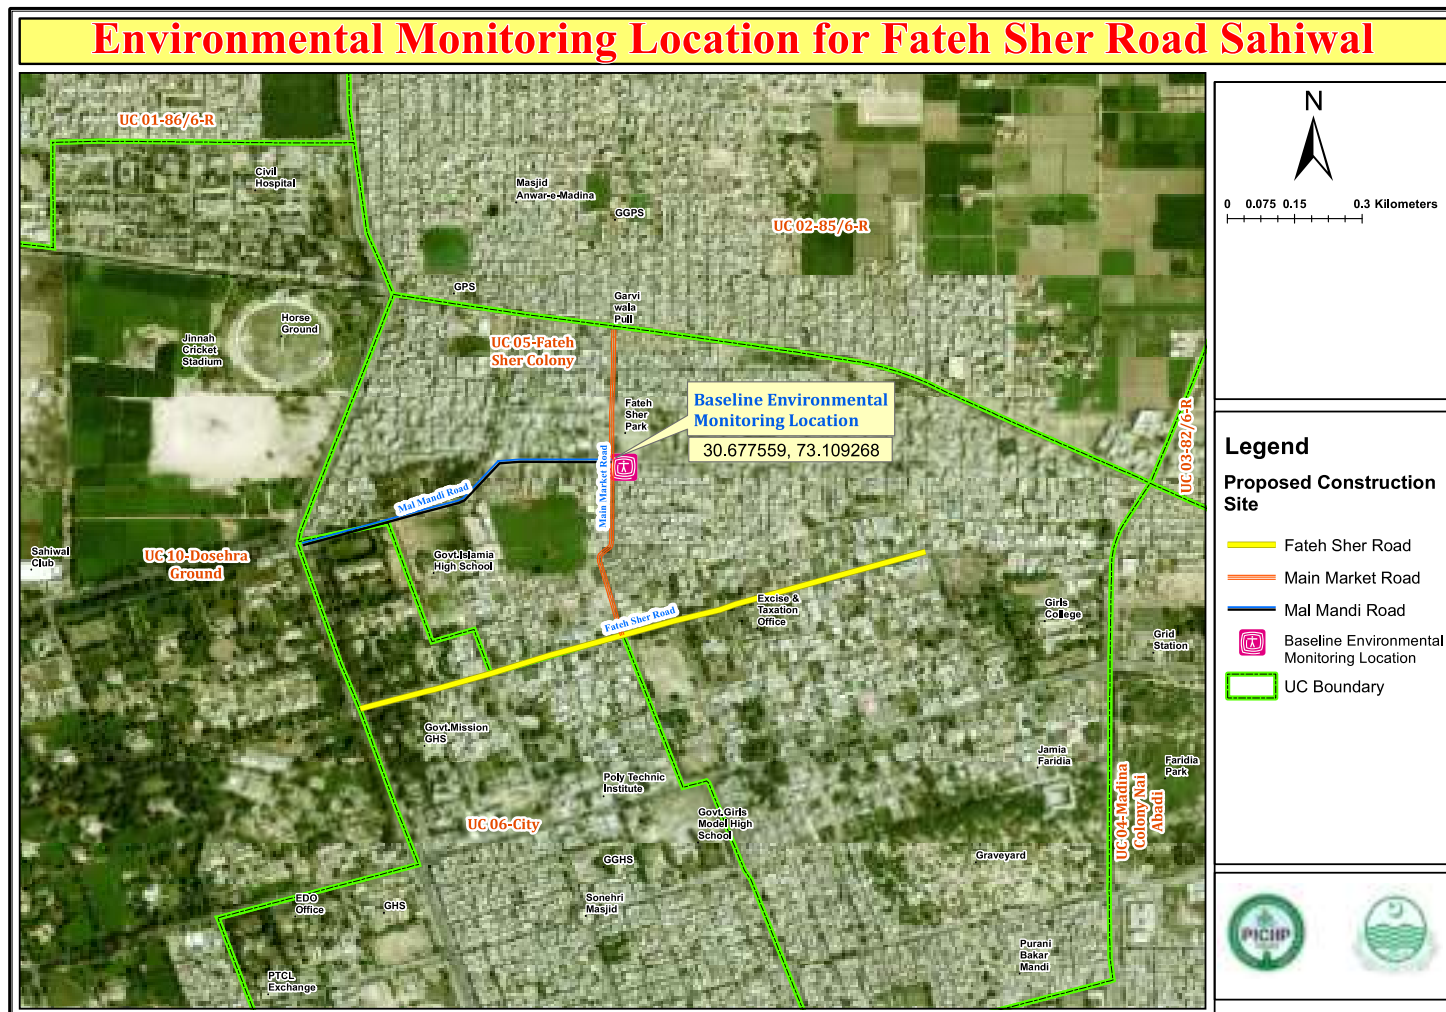 Environmental Monitoring Location for Fateh Sher Road Sahiwal
UC 01-86/6-R
Civil
Hospital
Masjid
Anwar-e-Madina
GGPS
UC 02-85/6-R
GPS
Garvi
wala
Pull
Horse
Ground
Jinnah
Cricket
Stadium
UC 05-Fateh
Sher Colony
Fateh
Sher
Park
Baseline Environmental
Monitoring Location
30.677559, 73.109268
UC 03-82/6-R
Main Market Road
Mal Mandi Road
Sahiwal
Club
UC 10-Dosehra
Ground
Govt.Islamia
High School
Fateh Sher Road
Excise &
Taxation
Office
Girls
College
Grid
Station
Govt.Mission
GHS
Poly Technic
Institute
Jamia
Faridia
Faridia
Park
UC 06-City
Govt.Girls
Model High
School
UC 04-Madina
Colony Nai
Abadi
GGHS
Graveyard
EDO
Office
GHS
Sonehri
Masjid
Purani
Bakar
Mandi
PTCL
Exchange
N
0 0.075 0.15 0.3 Kilometers
Legend
Proposed Construction
Site
Fateh Sher Road
Main Market Road
Mal Mandi Road
Baseline Environmental
Monitoring Location
UC Boundary
PICIIP